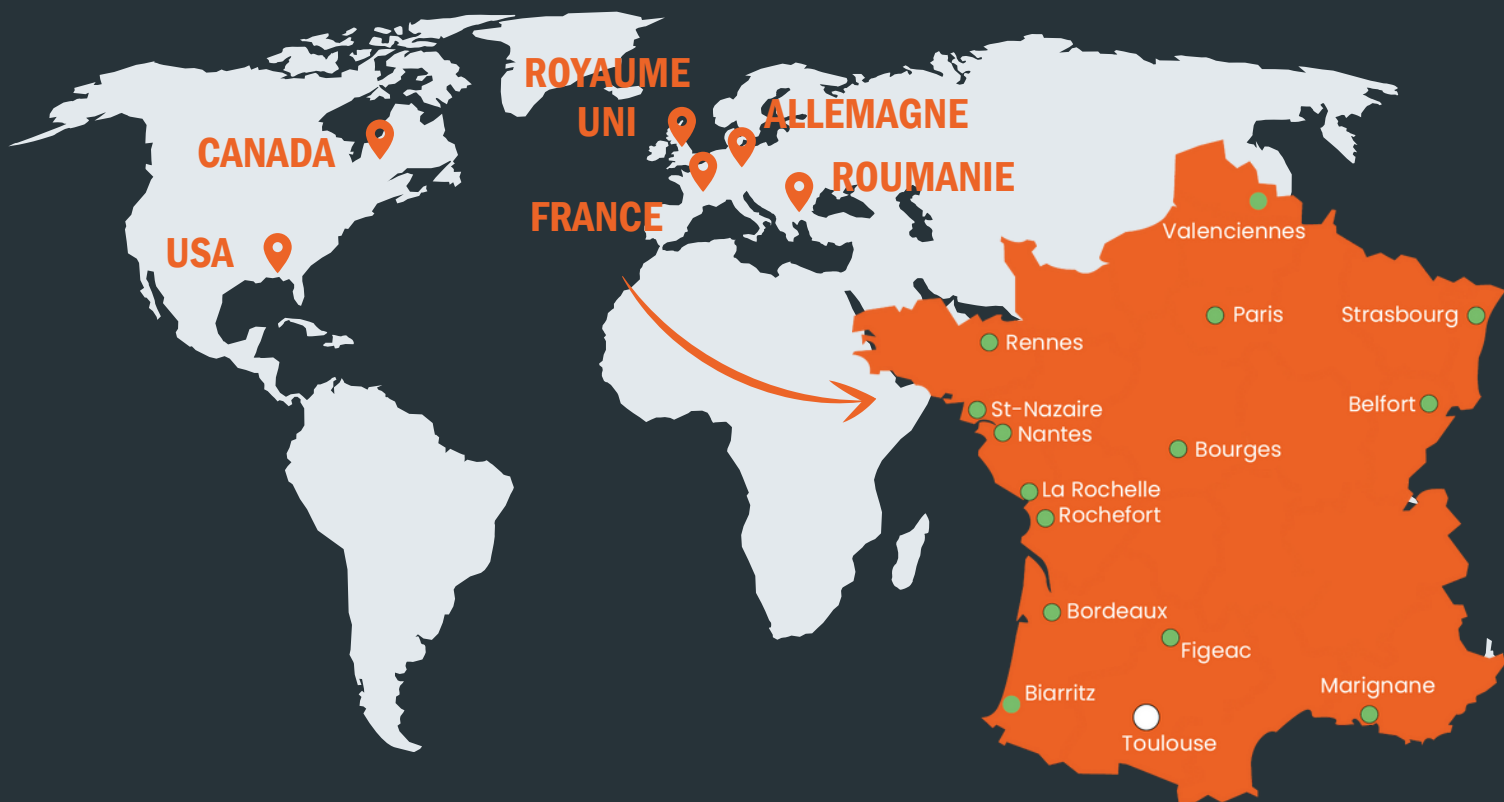 ROYAUME
UNI
ALLEMAGNE
CANADA
ROUMANIE
FRANCE
USA
Valenciennes
Paris
Strasbourg
Rennes
Belfort
St-Nazaire
Nantes
Bourges
La Rochelle
Rochefort
Bordeaux
Figeac
Biarritz
Marignane
Toulouse